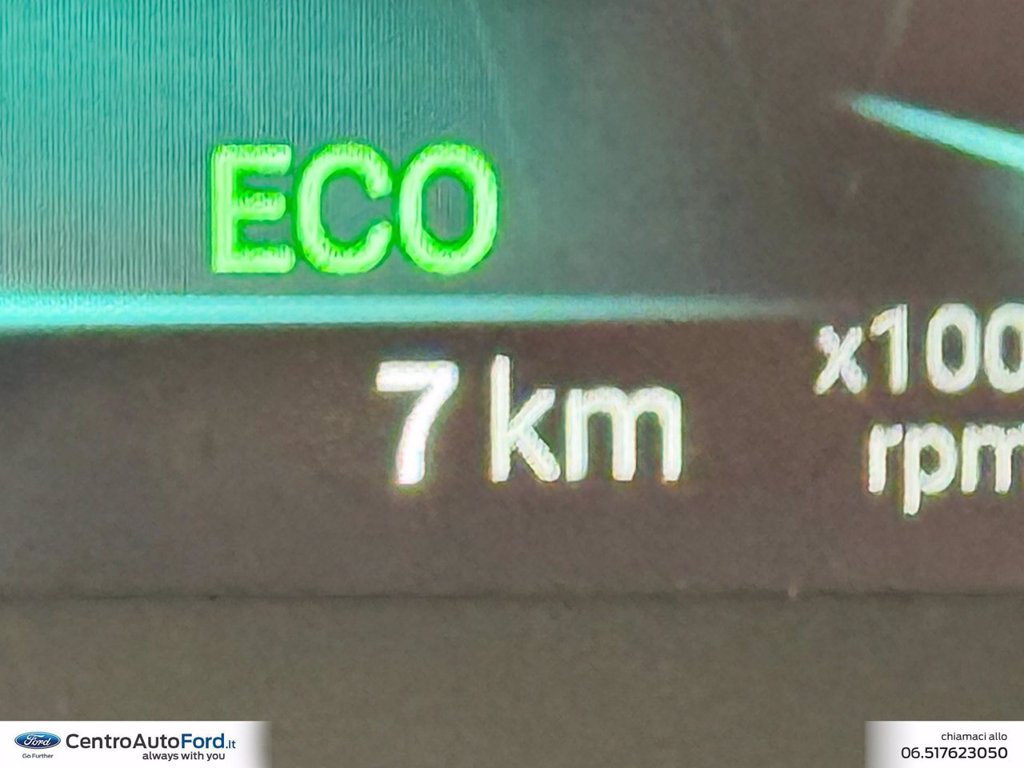 ECO
7 km
x100
rpm
Ford
Go Further
CentroAutoFord.it
always with you
chiamaci allo
06.517623050